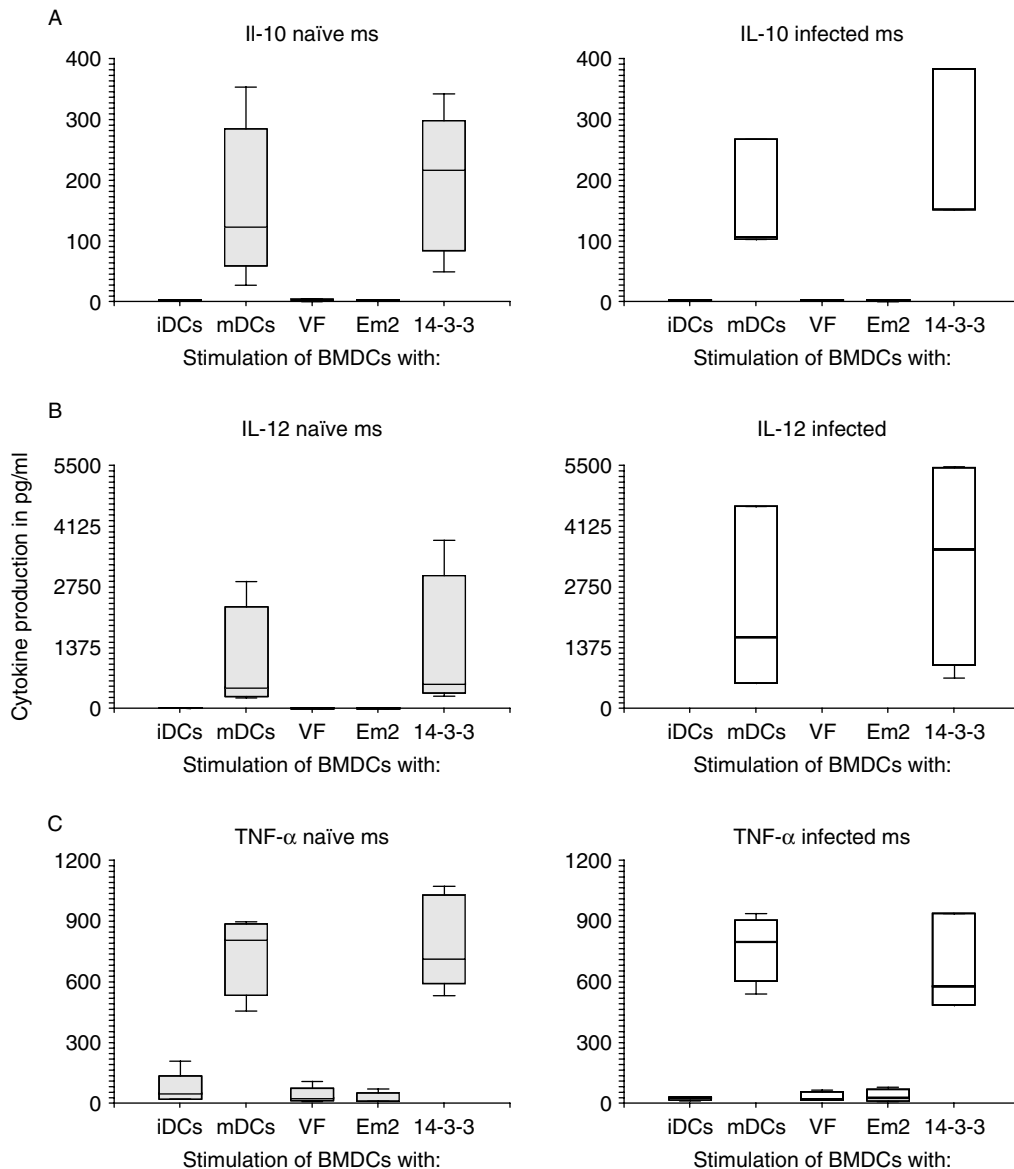 A
Il-10 naïve ms
IL-10 infected ms
400
300
200
100
0
iDCs mDCs VF Em2 14-3-3
Stimulation of BMDCs with:
400
300
200
100
0
iDCs mDCs VF Em2 14-3-3
Stimulation of BMDCs with:
Cytokine production in pg/ml
B
IL-12 naïve ms
IL-12 infected
5500
4125
2750
1375
0
iDCs mDCs VF Em2 14-3-3
Stimulation of BMDCs with:
5500
4125
2750
1375
0
iDCs mDCs VF Em2 14-3-3
Stimulation of BMDCs with:
C
TNF-α naïve ms
TNF-α infected ms
1200
900
600
300
0
iDCs mDCs VF Em2 14-3-3
Stimulation of BMDCs with:
1200
900
600
300
0
iDCs mDCs VF Em2 14-3-3
Stimulation of BMDCs with: